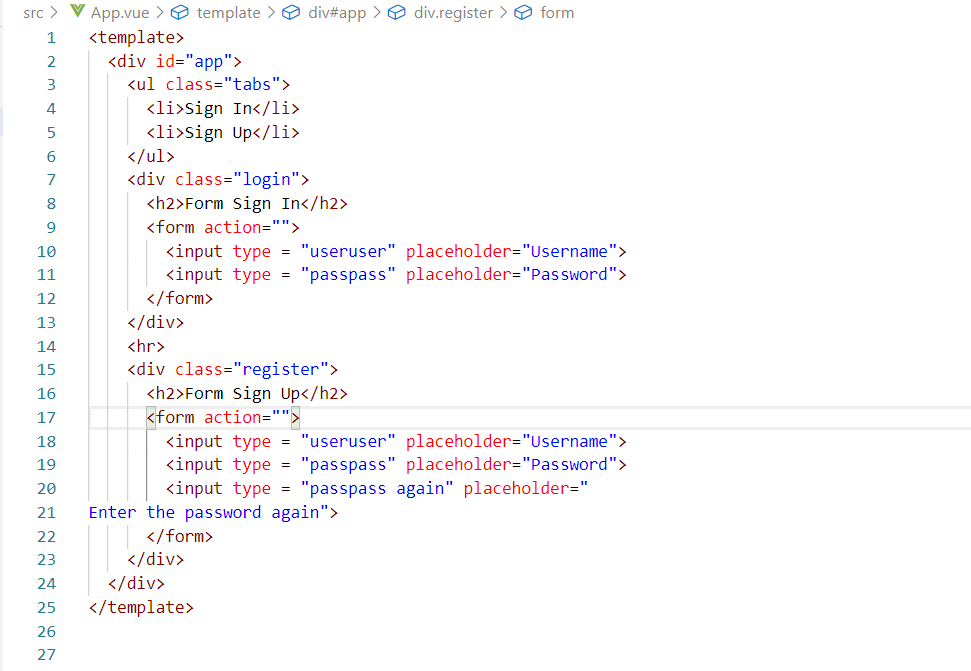 src > App.vue > template > div#app > div.register > form
1 <template>
2   <div id="app">
3     <ul class="tabs">
4       <li>Sign In</li>
5       <li>Sign Up</li>
6     </ul>
7     <div class="login">
8       <h2>Form Sign In</h2>
9       <form action="">
10         <input type = "useruser" placeholder="Username">
11         <input type = "passpass" placeholder="Password">
12       </form>
13     </div>
14     <hr>
15     <div class="register">
16       <h2>Form Sign Up</h2>
17       <form action="">
18         <input type = "useruser" placeholder="Username">
19         <input type = "passpass" placeholder="Password">
20         <input type = "passpass again" placeholder="
21 Enter the password again">
22       </form>
23     </div>
24   </div>
25 </template>
26
27